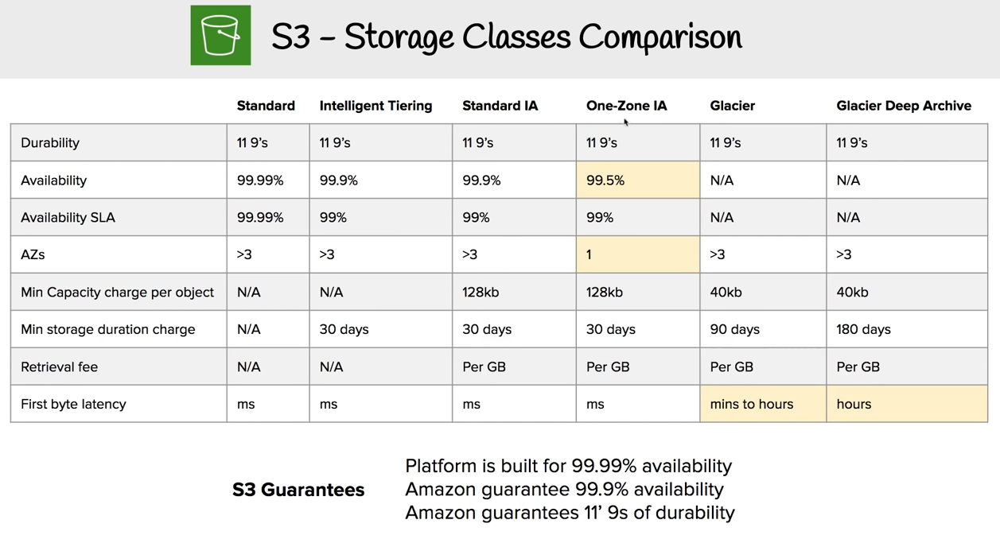 S3 – Storage Classes Comparison
Standard Intelligent Tiering Standard IA One-Zone IA Glacier Glacier Deep Archive
Durability 11 9's 11 9's 11 9's 11 9's 11 9's 11 9's
Availability 99.99% 99.9% 99.9% 99.5% N/A N/A
Availability SLA 99.99% 99% 99% 99% N/A N/A
AZs >3 >3 >3 1 >3 >3
Min Capacity charge per object N/A N/A 128kb 128kb 40kb 40kb
Min storage duration charge N/A 30 days 30 days 30 days 90 days 180 days
Retrieval fee N/A N/A Per GB Per GB Per GB Per GB
First byte latency ms ms ms ms mins to hours hours
Platform is built for 99.99% availability
S3 Guarantees Amazon guarantee 99.9% availability
Amazon guarantees 11' 9s of durability